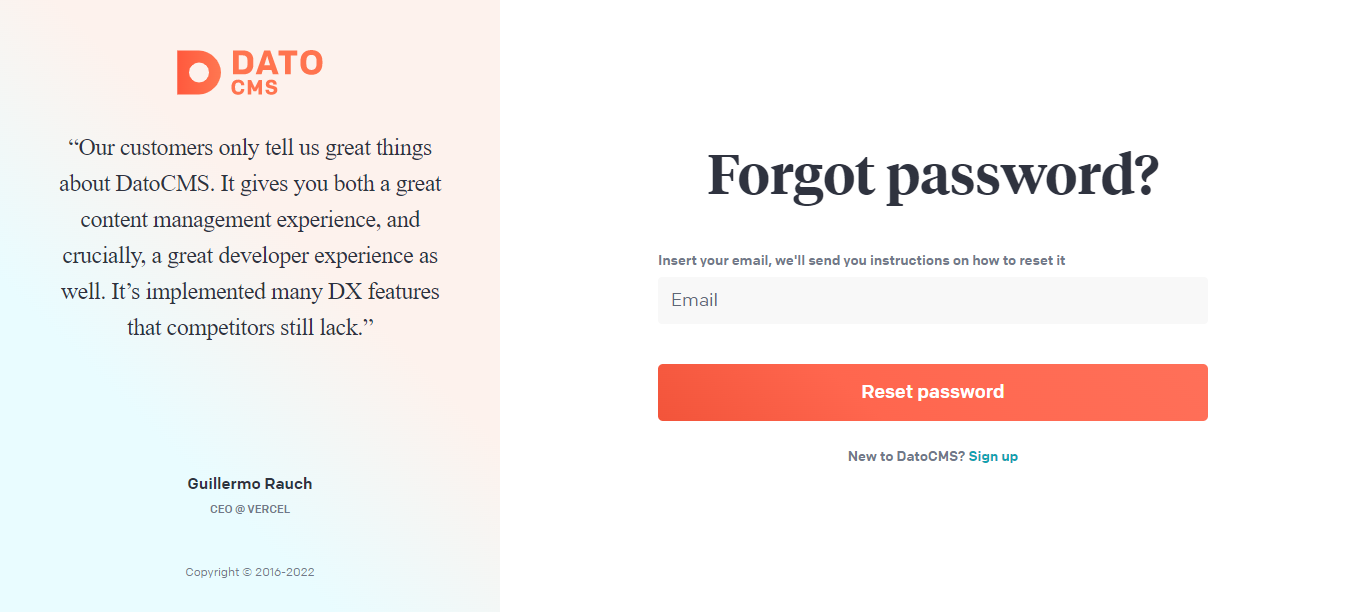 DATO
CMS
“Our customers only tell us great things
about DatoCMS. It gives you both a great
content management experience, and
crucially, a great developer experience as
well. It’s implemented many DX features
that competitors still lack.”
Guillermo Rauch
CEO @ VERCEL
Copyright © 2016-2022
Forgot password?
Insert your email, we'll send you instructions on how to reset it
Email
Reset password
New to DatoCMS? Sign up